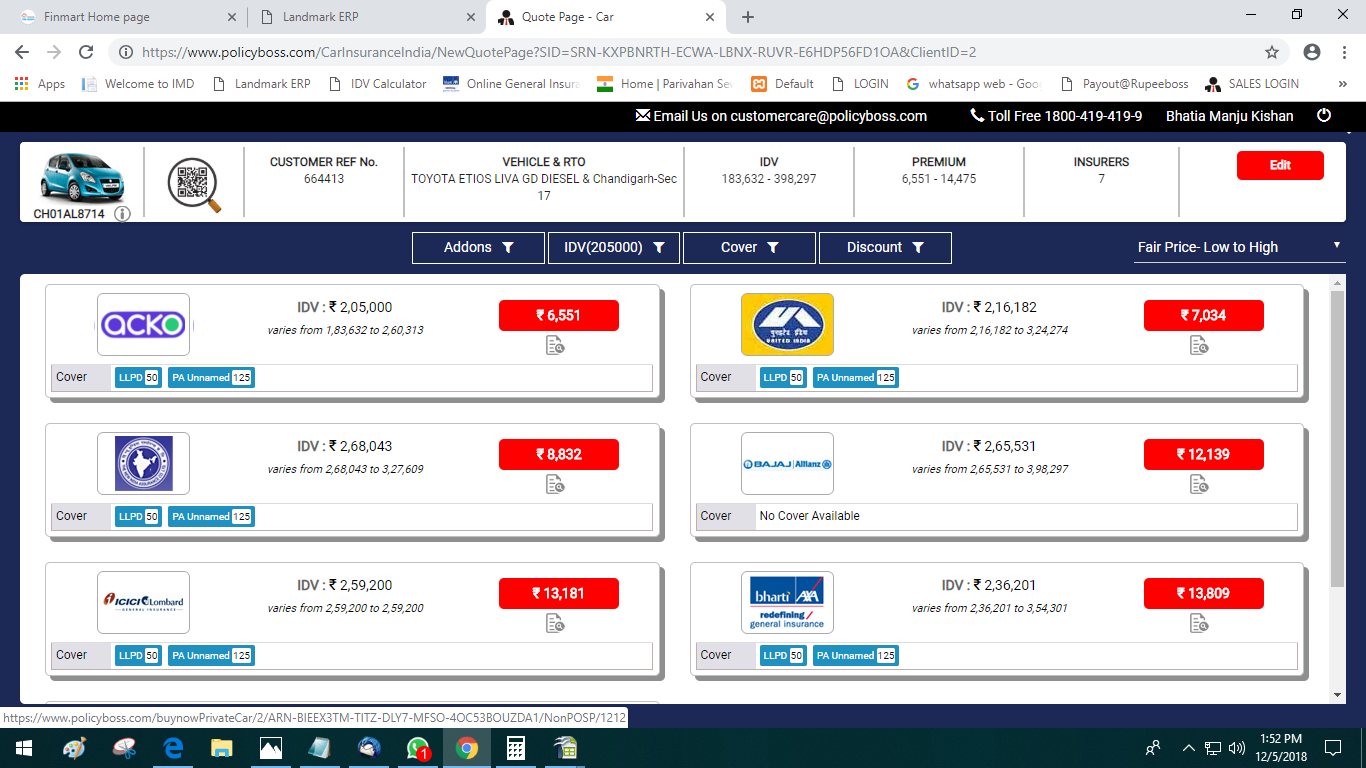 Finmart Home page
Landmark ERP
Quote Page - Car
https://www.policyboss.com/CarInsuranceIndia/NewQuotePage?SID=SRN-KXPBNRTH-ECWA-LBNX-RUVR-E6HDP56FD1OA&ClientID=2
Apps Welcome to IMD Landmark ERP IDV Calculator Online General Insura Home | Parivahan Sev Default LOGIN whatsapp web - Goo Payout@Rupeeboss SALES LOGIN »
Email Us on customercare@policyboss.com Toll Free 1800-419-419-9 Bhatia Manju Kishan
CH01AL8714
CUSTOMER REF No.
664413
VEHICLE & RTO
TOYOTA ETIOS LIVA GD DIESEL & Chandigarh-Sec
17
IDV
183,632 - 398,297
PREMIUM
6,551 - 14,475
INSURERS
7
Edit
Addons IDV(205000) Cover Discount Fair Price- Low to High
acko
IDV : ₹ 2,05,000
varies from 1,83,632 to 2,60,313
₹ 6,551
Cover LLPD 50 PA Unnamed 125
युनाइटेड इंडिया
UNITED INDIA
IDV : ₹ 2,16,182
varies from 2,16,182 to 3,24,274
₹ 7,034
Cover LLPD 50 PA Unnamed 125
IDV : ₹ 2,68,043
varies from 2,68,043 to 3,27,609
₹ 8,832
Cover LLPD 50 PA Unnamed 125
BAJAJ | Allianz
IDV : ₹ 2,65,531
varies from 2,65,531 to 3,98,297
₹ 12,139
Cover No Cover Available
ICICI Lombard
GENERAL INSURANCE
IDV : ₹ 2,59,200
varies from 2,59,200 to 2,59,200
₹ 13,181
Cover LLPD 50 PA Unnamed 125
bharti AXA
redefining /
general insurance
IDV : ₹ 2,36,201
varies from 2,36,201 to 3,54,301
₹ 13,809
Cover LLPD 50 PA Unnamed 125
https://www.policyboss.com/buynowPrivateCar/2/ARN-BIEEX3TM-TITZ-DLY7-MFSO-4OC53BOUZDA1/NonPOSP/1212
1
1:52 PM
12/5/2018